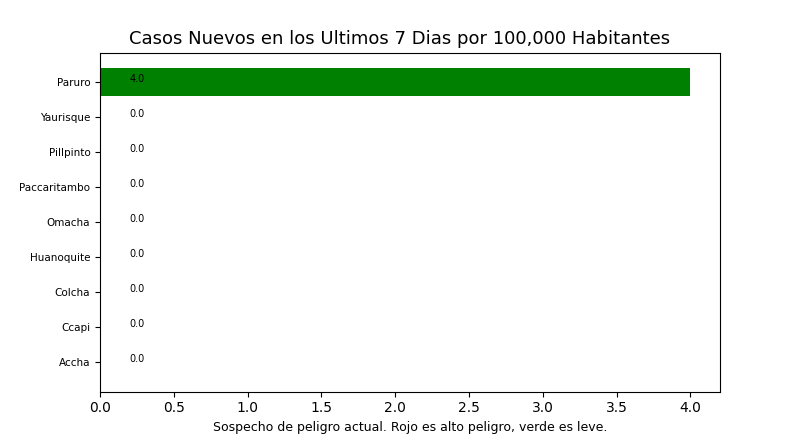 Casos Nuevos en los Ultimos 7 Dias por 100,000 Habitantes
Paruro 4.0
Yaurisque 0.0
Pillpinto 0.0
Paccaritambo 0.0
Omacha 0.0
Huanoquite 0.0
Colcha 0.0
Ccapi 0.0
Accha 0.0
0.0 0.5 1.0 1.5 2.0 2.5 3.0 3.5 4.0
Sospecho de peligro actual. Rojo es alto peligro, verde es leve.